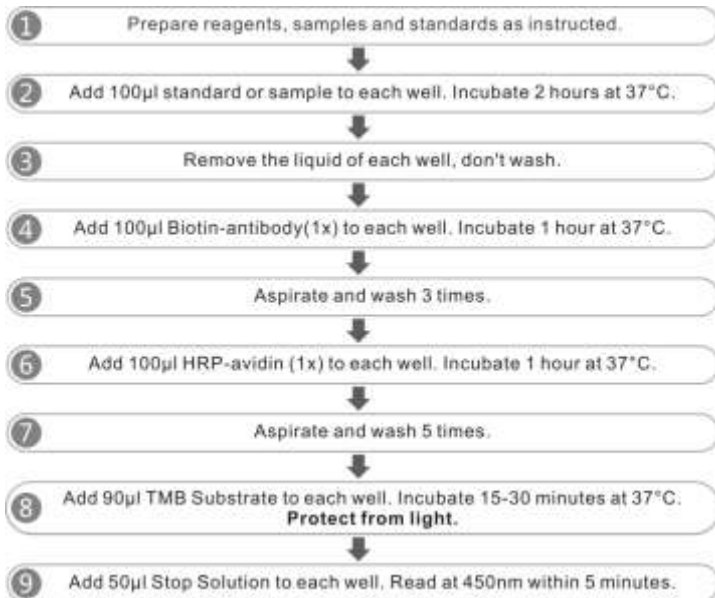 1 Prepare reagents, samples and standards as instructed.
2 Add 100µl standard or sample to each well. Incubate 2 hours at 37°C.
3 Remove the liquid of each well, don't wash.
4 Add 100µl Biotin-antibody(1x) to each well. Incubate 1 hour at 37°C.
5 Aspirate and wash 3 times.
6 Add 100µl HRP-avidin (1x) to each well. Incubate 1 hour at 37°C.
7 Aspirate and wash 5 times.
8 Add 90µl TMB Substrate to each well. Incubate 15-30 minutes at 37°C.
Protect from light.
9 Add 50µl Stop Solution to each well. Read at 450nm within 5 minutes.